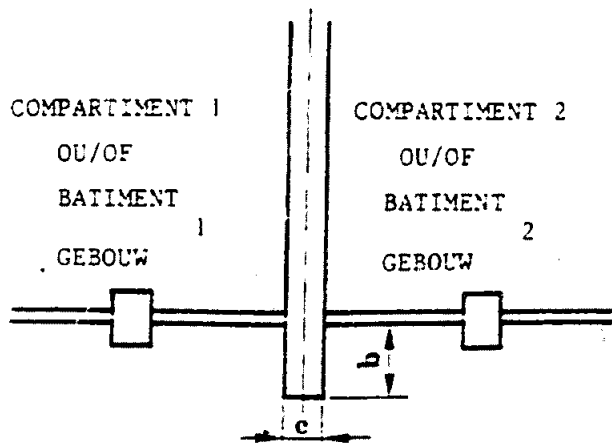 COMPARTIMENT 1
OU/OF
BATIMENT
1
GEBOUW
COMPARTIMENT 2
OU/OF
BATIMENT
2
GEBOUW
b
c